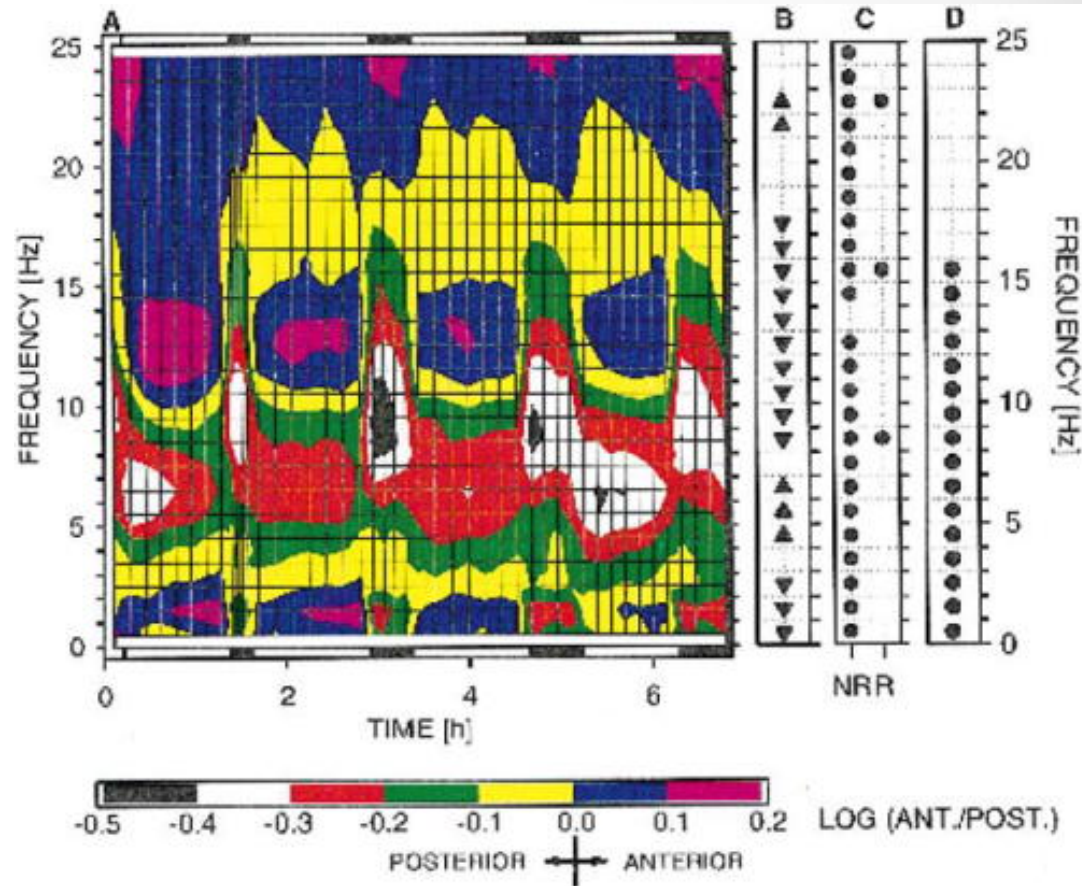 A B C D
25 25
20 20
15 15
10 10
5 5
0 0
FREQUENCY [Hz]
FREQUENCY [Hz]
0 2 4 6
NRR
TIME [h]
-0.5 -0.4 -0.3 -0.2 -0.1 0.0 0.1 0.2 LOG (ANT./POST.)
POSTERIOR ANTERIOR